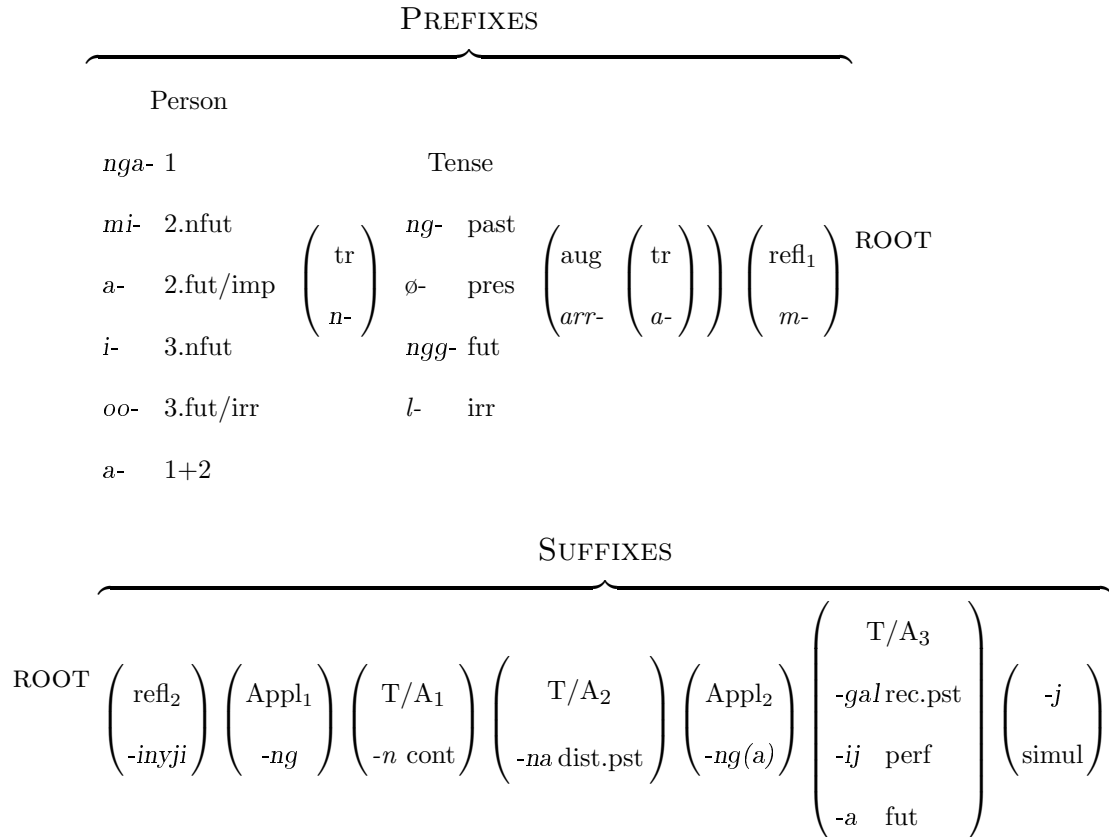 PREFIXES
Person
nga- 1
Tense
mi- 2.nfut
ng- past
tr
aug
tr
refl₁
ROOT
a- 2.fut/imp
ø- pres
n-
arr-
a-
m-
i- 3.nfut
ngg- fut
oo- 3.fut/irr
l- irr
a- 1+2
SUFFIXES
T/A₃
ROOT
refl₂
Appl₁
T/A₁
T/A₂
Appl₂
-gal rec.pst
-j
-inyji
-ng
-n cont
-na dist.pst
-ng(a)
-ij perf
simul
-a fut